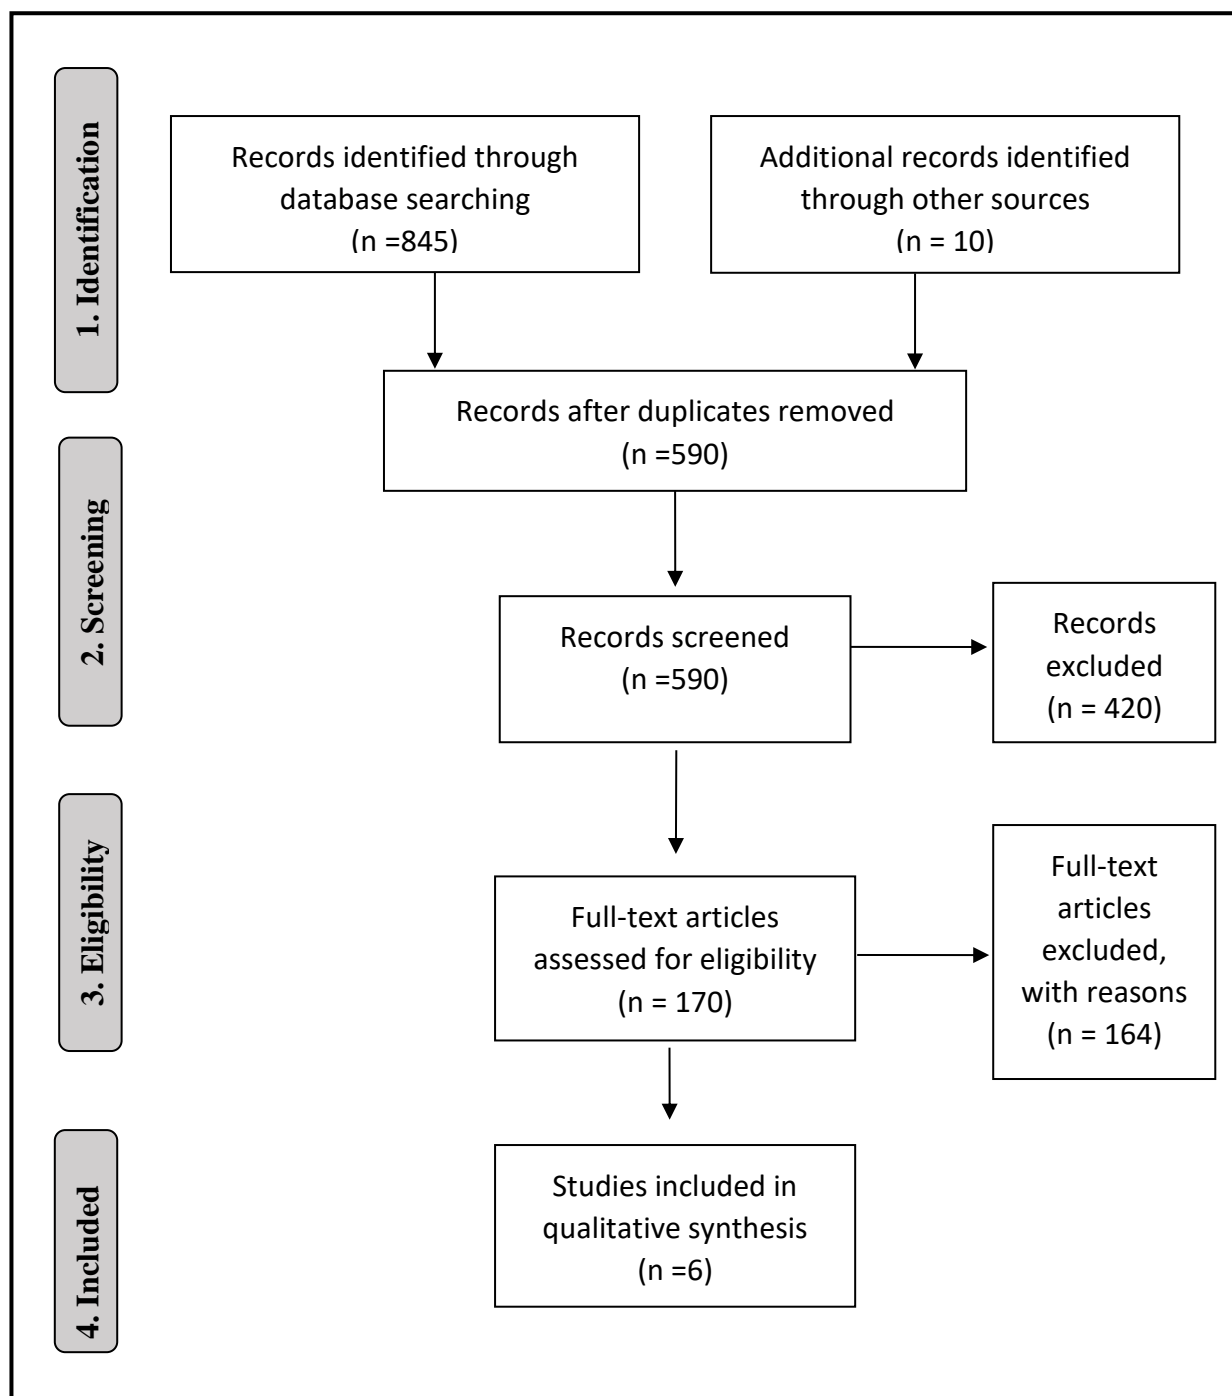 1. Identification
Records identified through
database searching
(n =845)
Additional records identified
through other sources
(n = 10)
Records after duplicates removed
(n =590)
2. Screening
Records screened
(n =590)
Records
excluded
(n = 420)
3. Eligibility
Full-text articles
assessed for eligibility
(n = 170)
Full-text
articles
excluded,
with reasons
(n = 164)
4. Included
Studies included in
qualitative synthesis
(n =6)